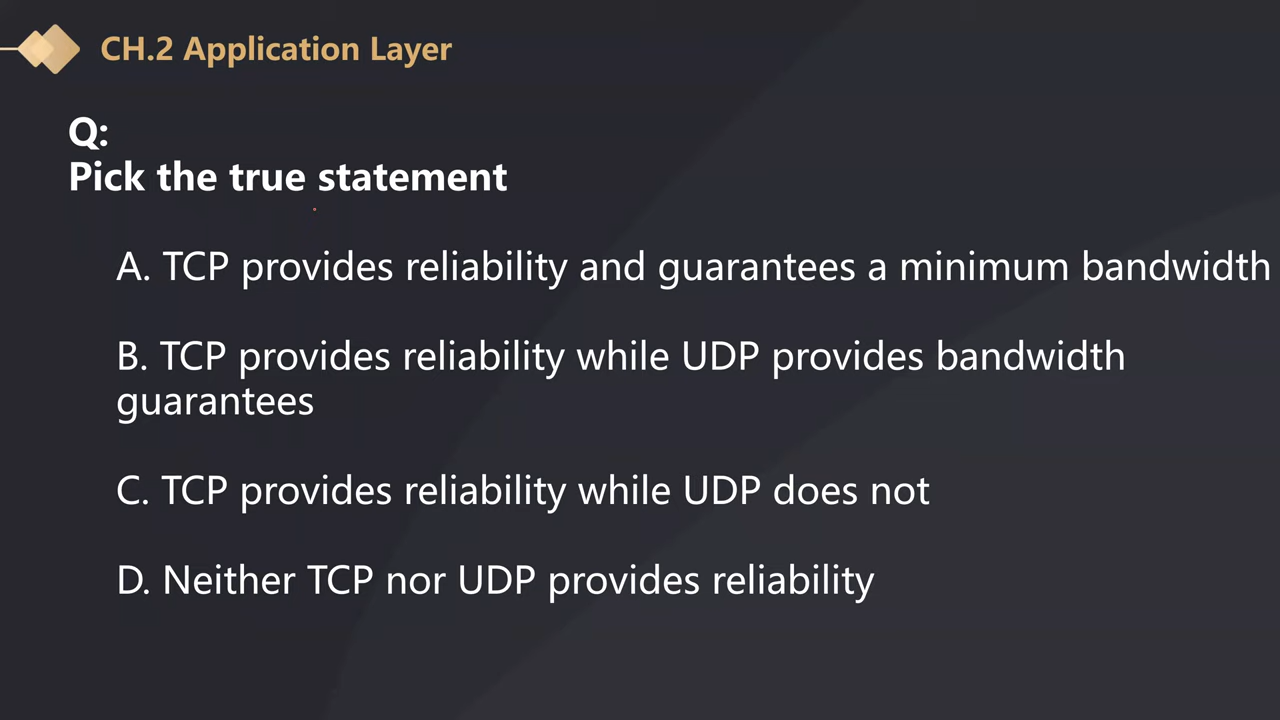 CH.2 Application Layer
Q:
Pick the true statement
A. TCP provides reliability and guarantees a minimum bandwidth
B. TCP provides reliability while UDP provides bandwidth
guarantees
C. TCP provides reliability while UDP does not
D. Neither TCP nor UDP provides reliability